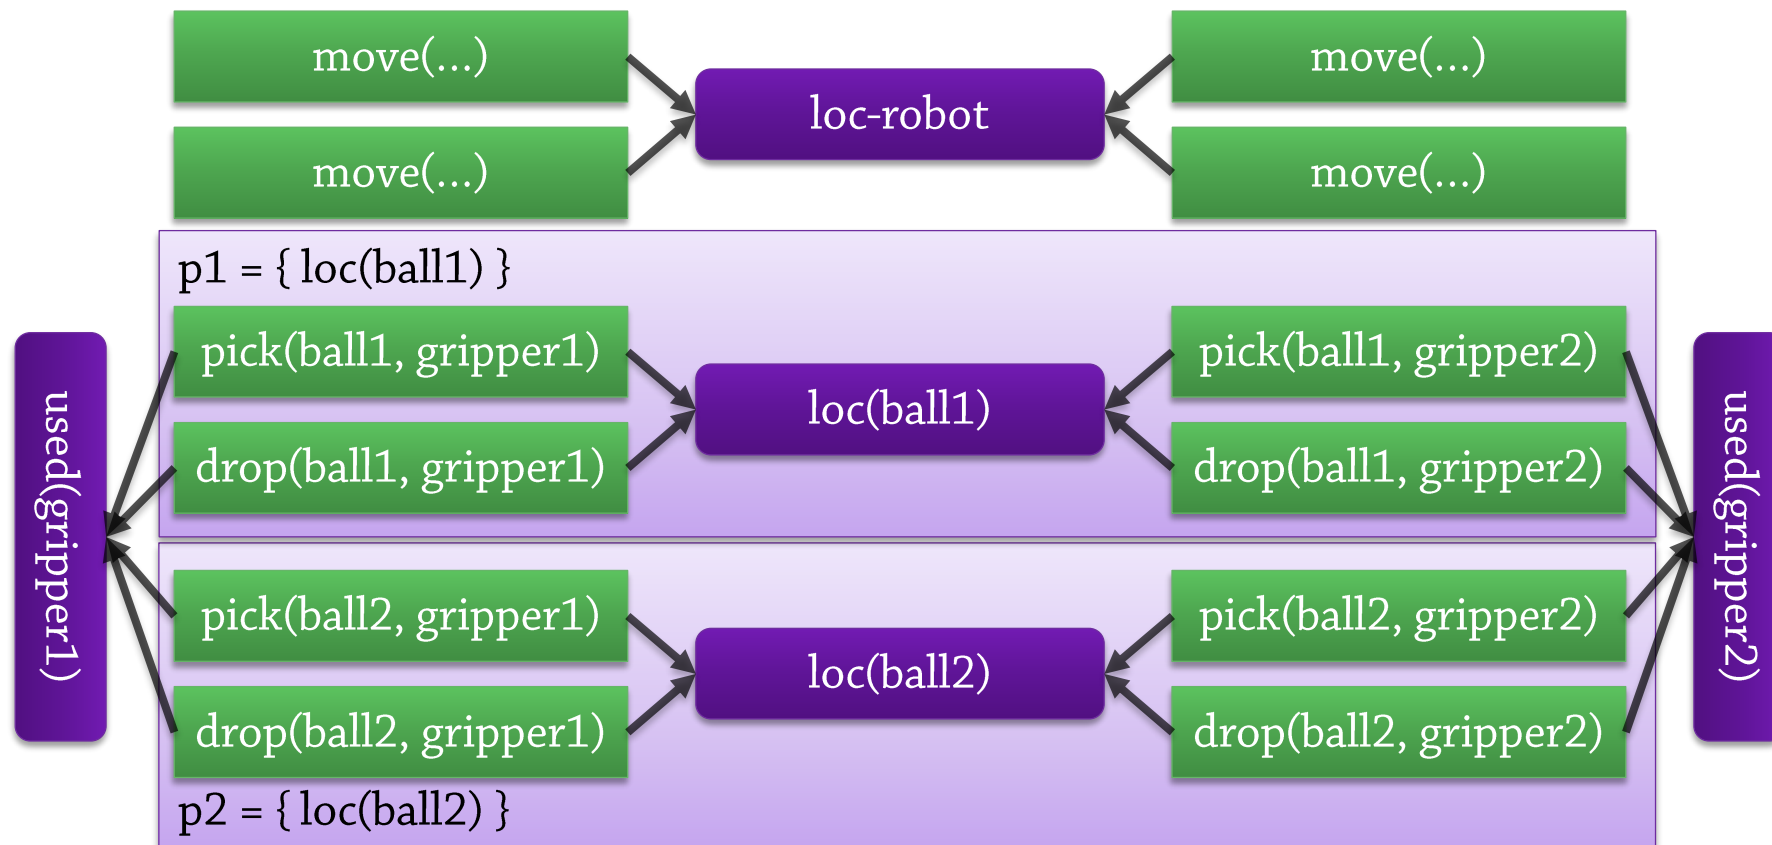 move(...)
loc-robot
move(...)
move(...)
move(...)
p1 = { loc(ball1) }
used(gripper1)
pick(ball1, gripper1)
loc(ball1)
pick(ball1, gripper2)
drop(ball1, gripper1)
drop(ball1, gripper2)
used(gripper2)
pick(ball2, gripper1)
loc(ball2)
pick(ball2, gripper2)
drop(ball2, gripper1)
drop(ball2, gripper2)
p2 = { loc(ball2) }